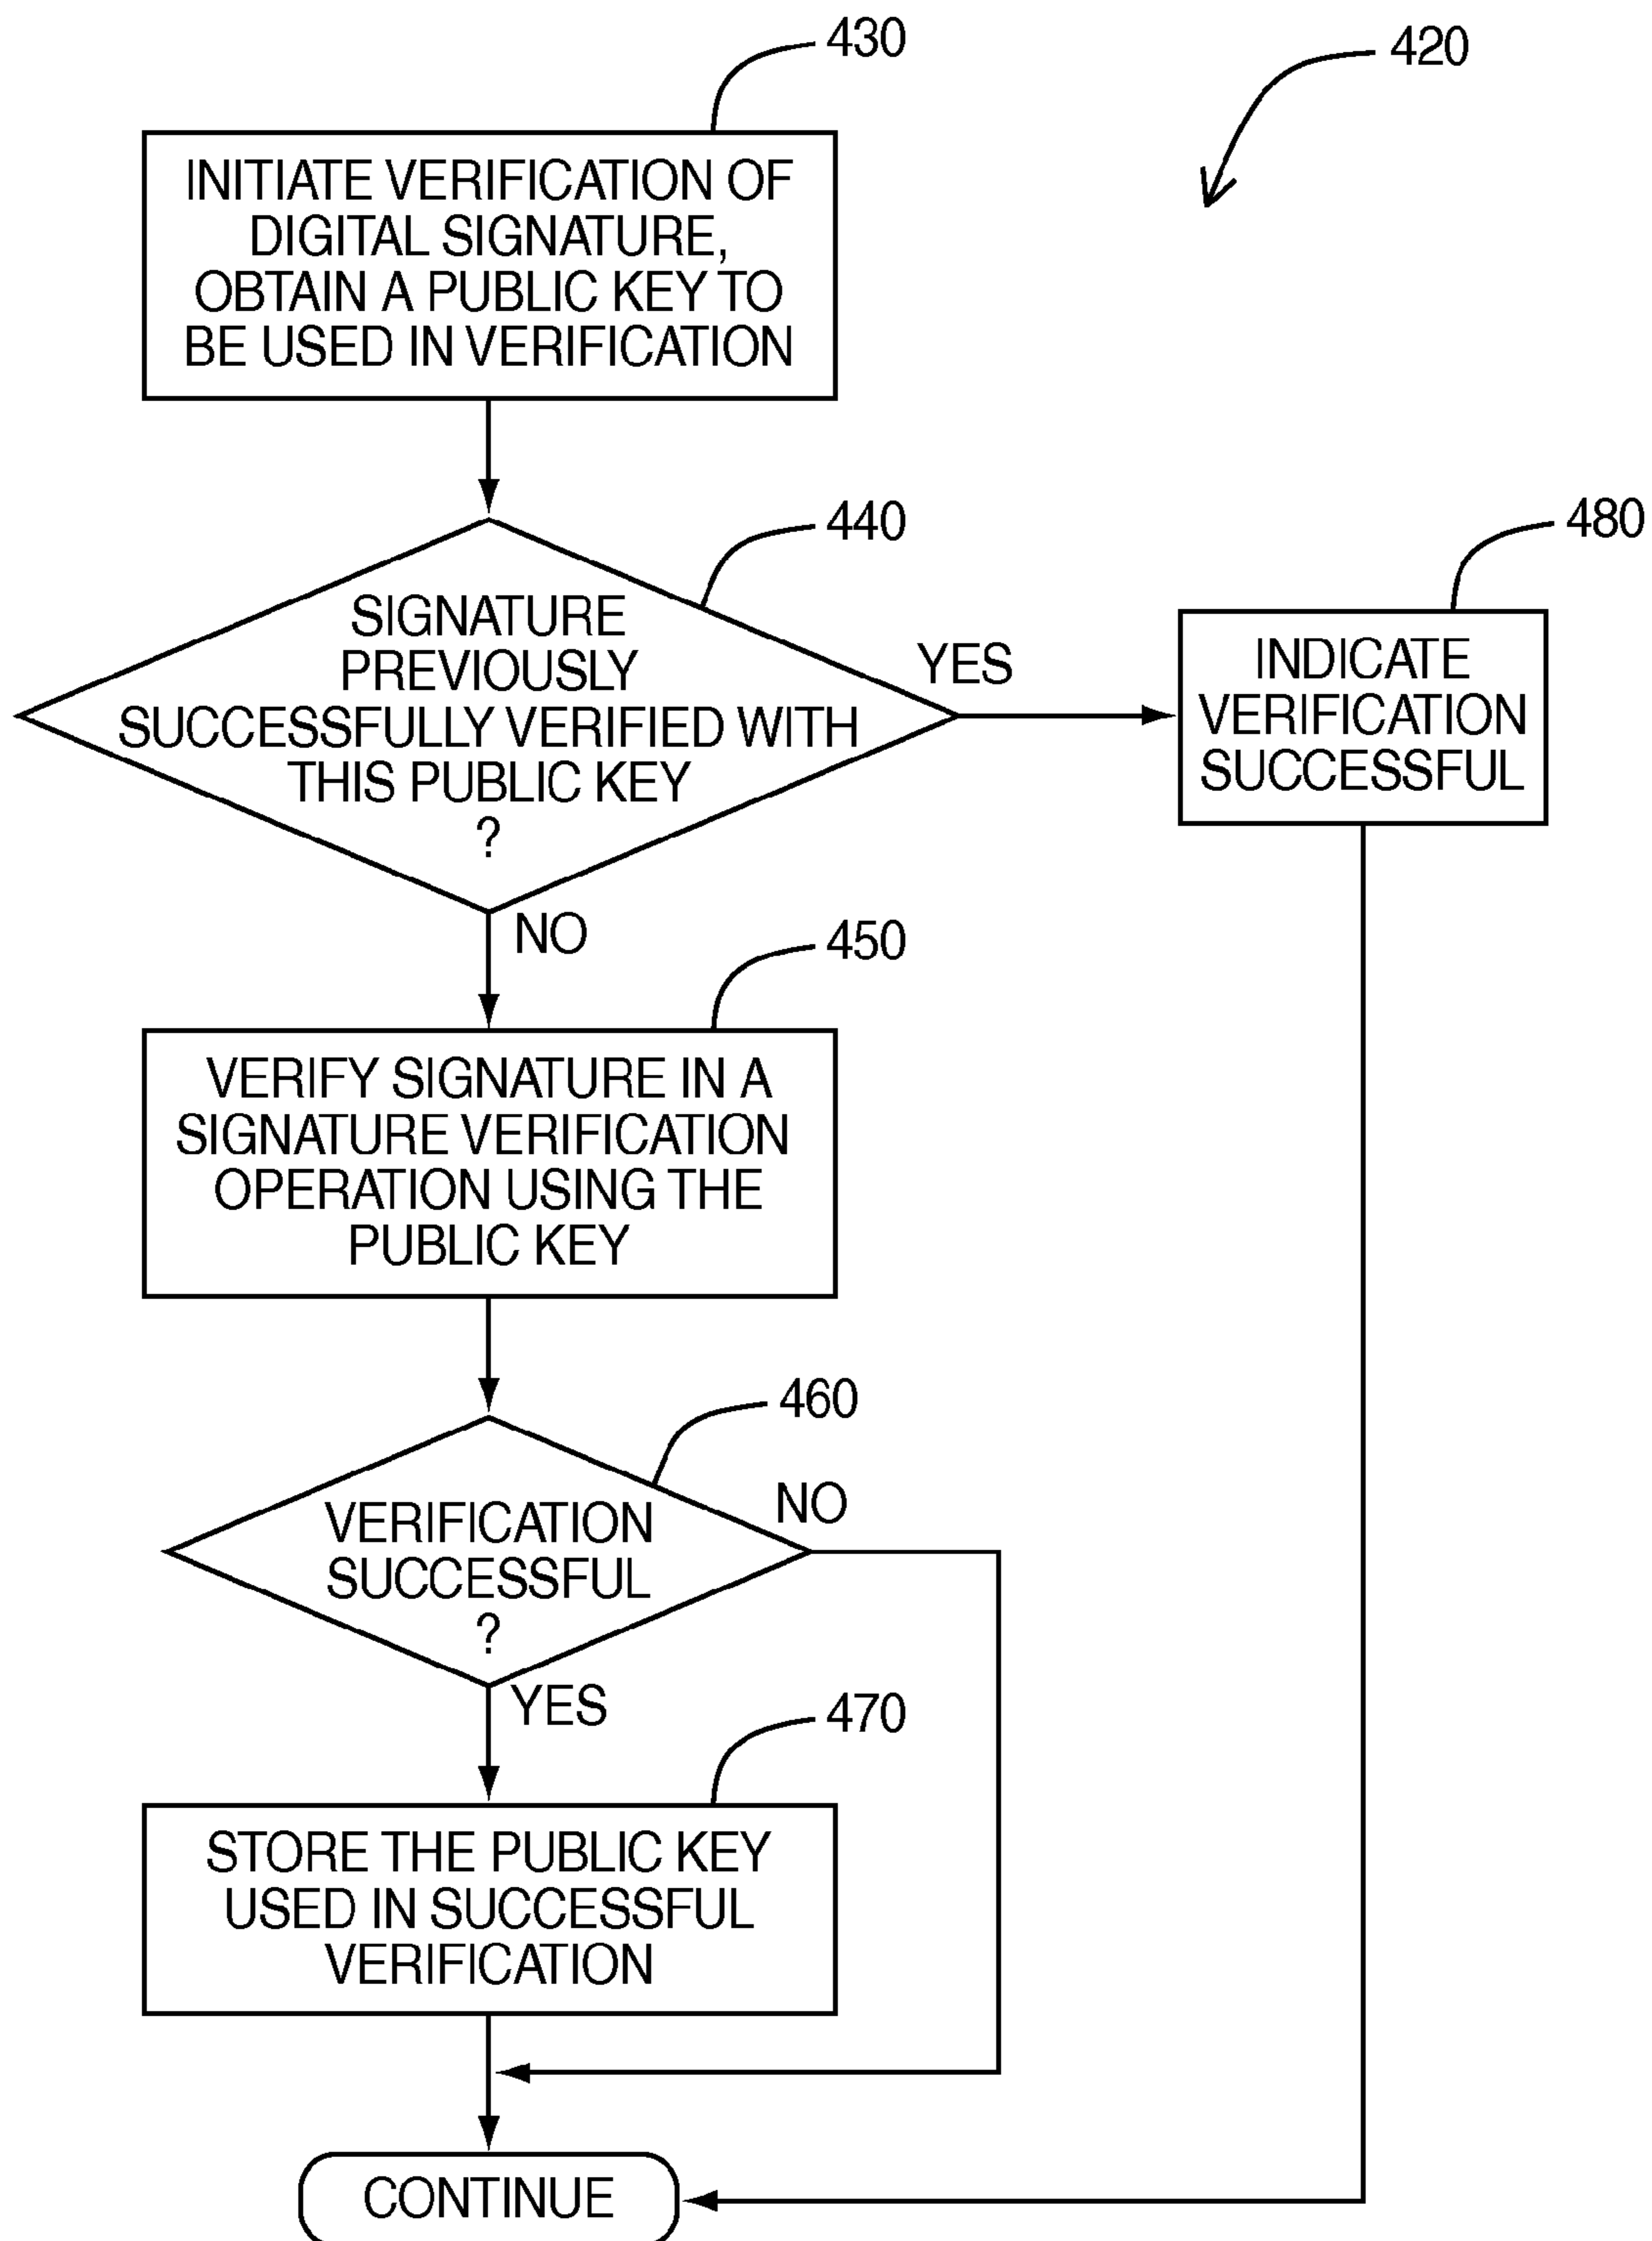 430
420
INITIATE VERIFICATION OF
DIGITAL SIGNATURE,
OBTAIN A PUBLIC KEY TO
BE USED IN VERIFICATION
440
480
SIGNATURE
PREVIOUSLY
SUCCESSFULLY VERIFIED WITH
THIS PUBLIC KEY
?
YES
INDICATE
VERIFICATION
SUCCESSFUL
NO
450
VERIFY SIGNATURE IN A
SIGNATURE VERIFICATION
OPERATION USING THE
PUBLIC KEY
460
NO
VERIFICATION
SUCCESSFUL
?
YES
470
STORE THE PUBLIC KEY
USED IN SUCCESSFUL
VERIFICATION
CONTINUE